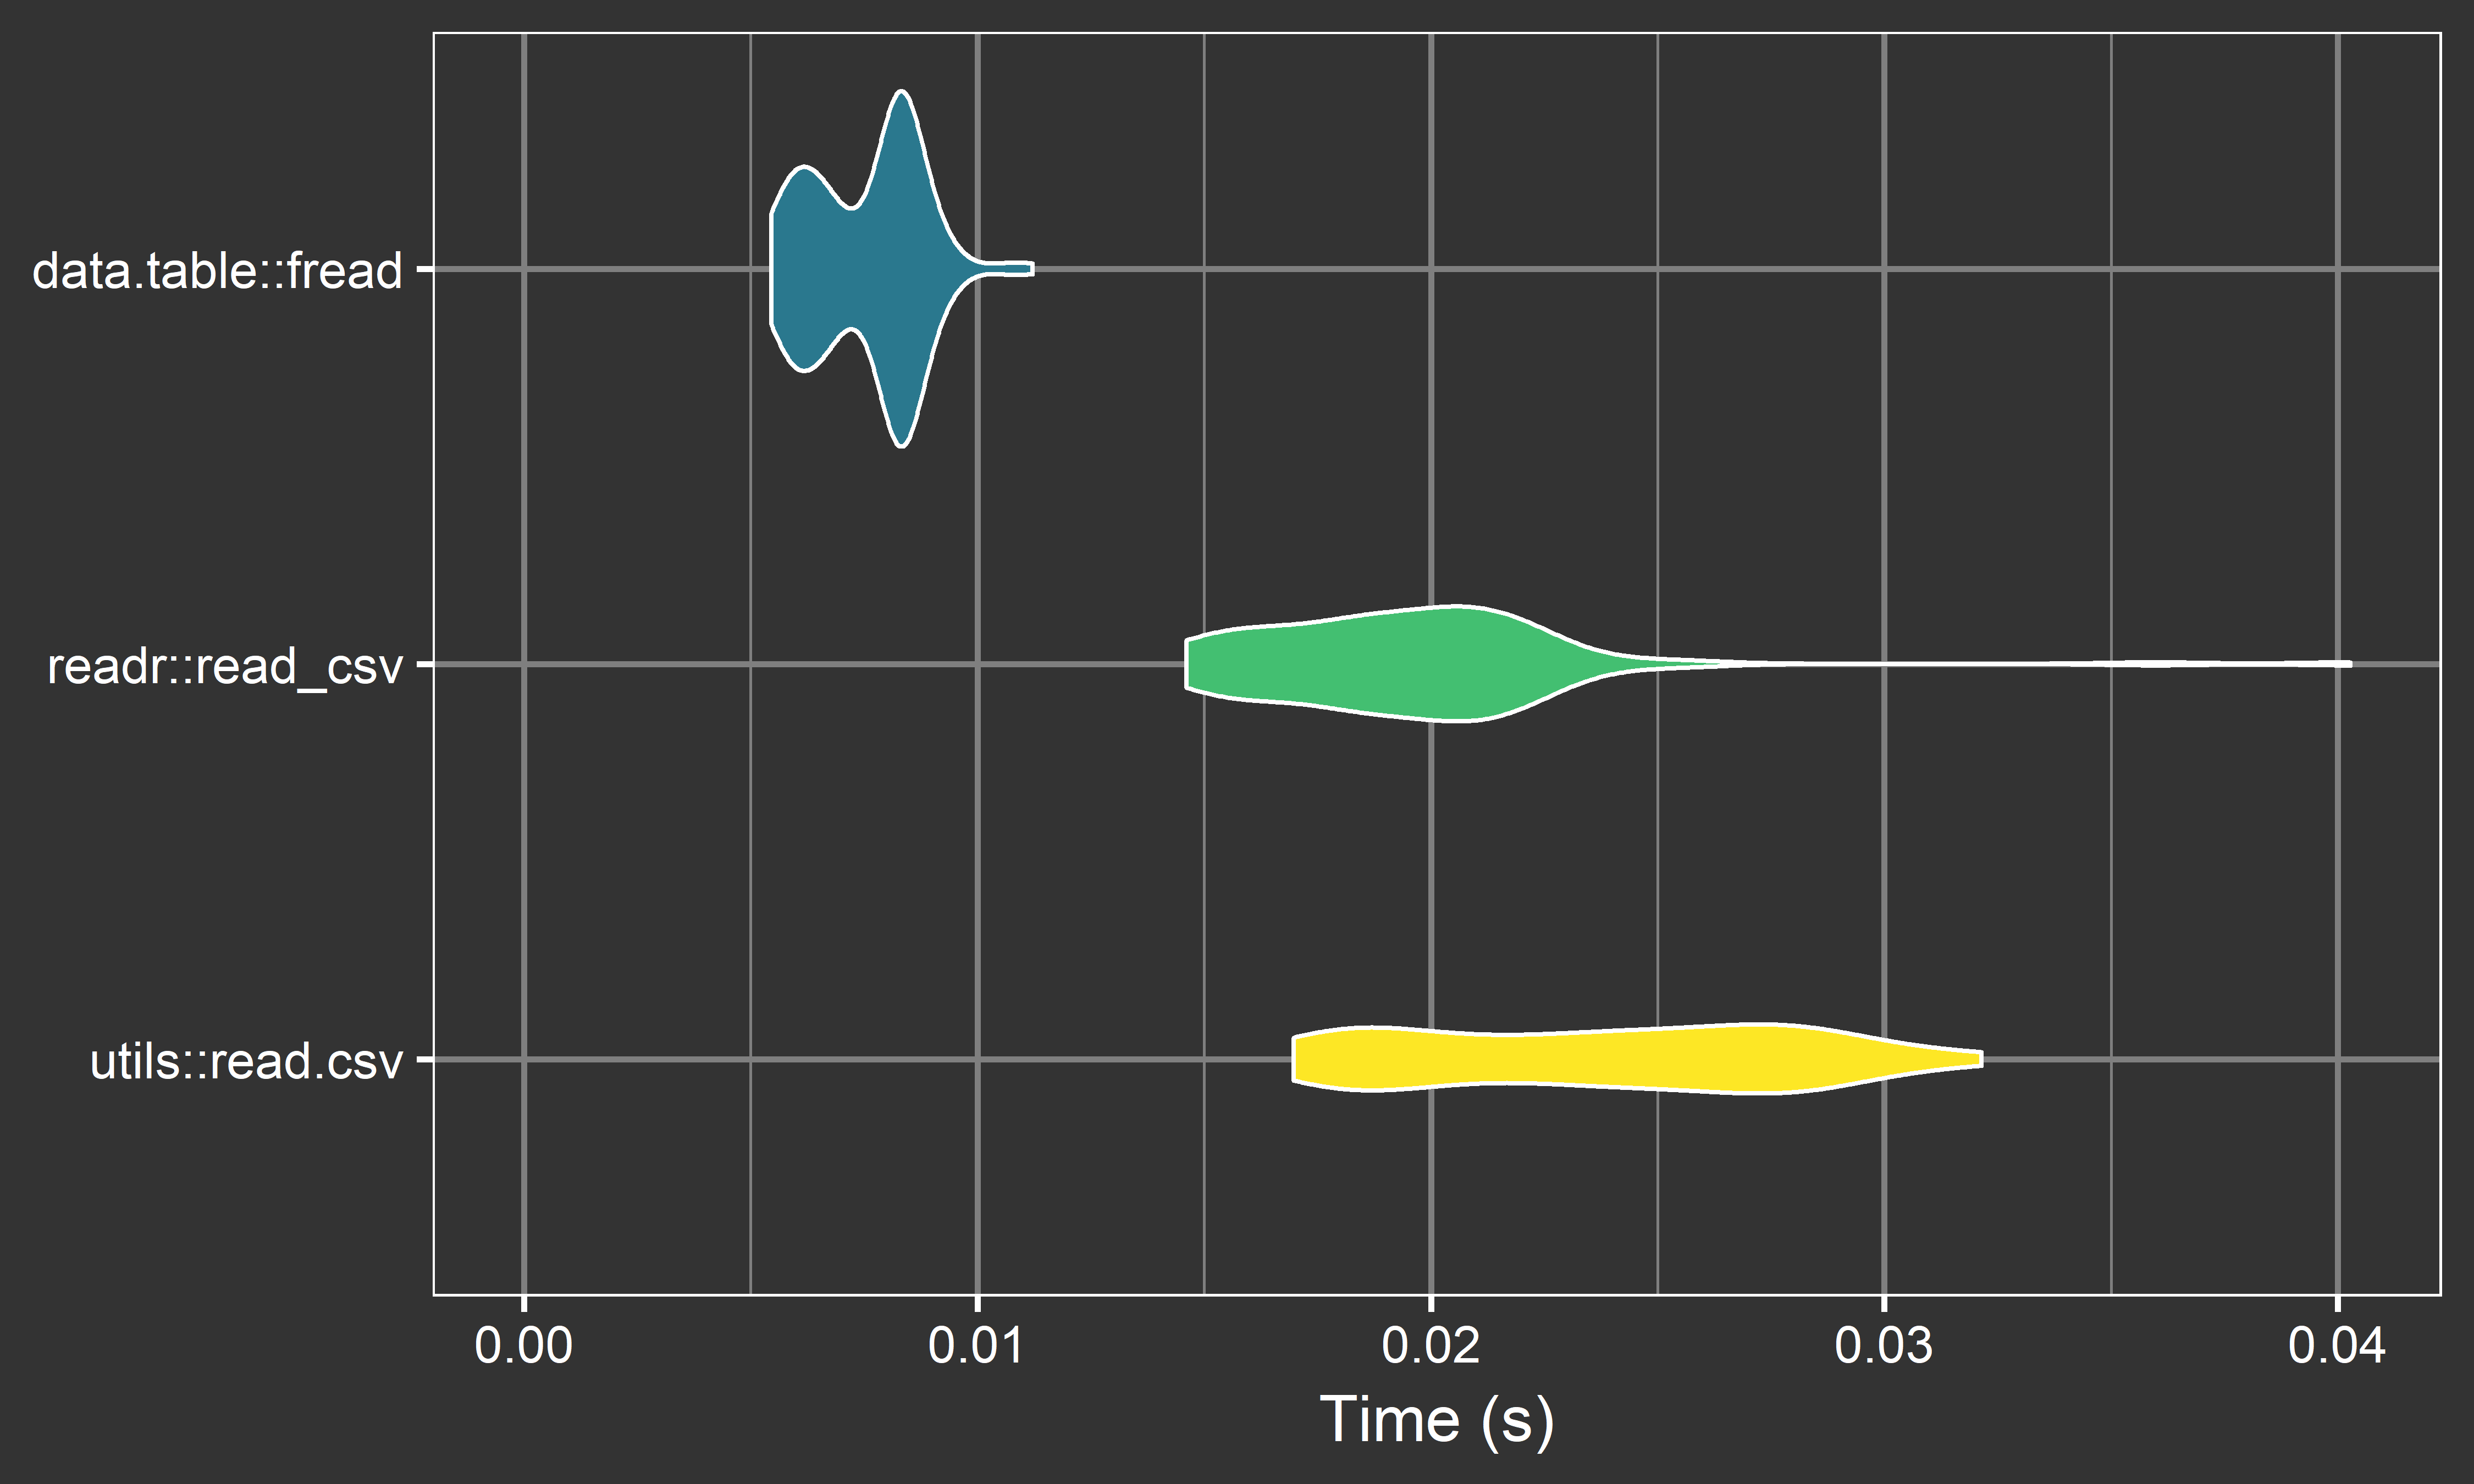 data.table::fread
readr::read_csv
utils::read.csv
0.00 0.01 0.02 0.03 0.04
Time (s)